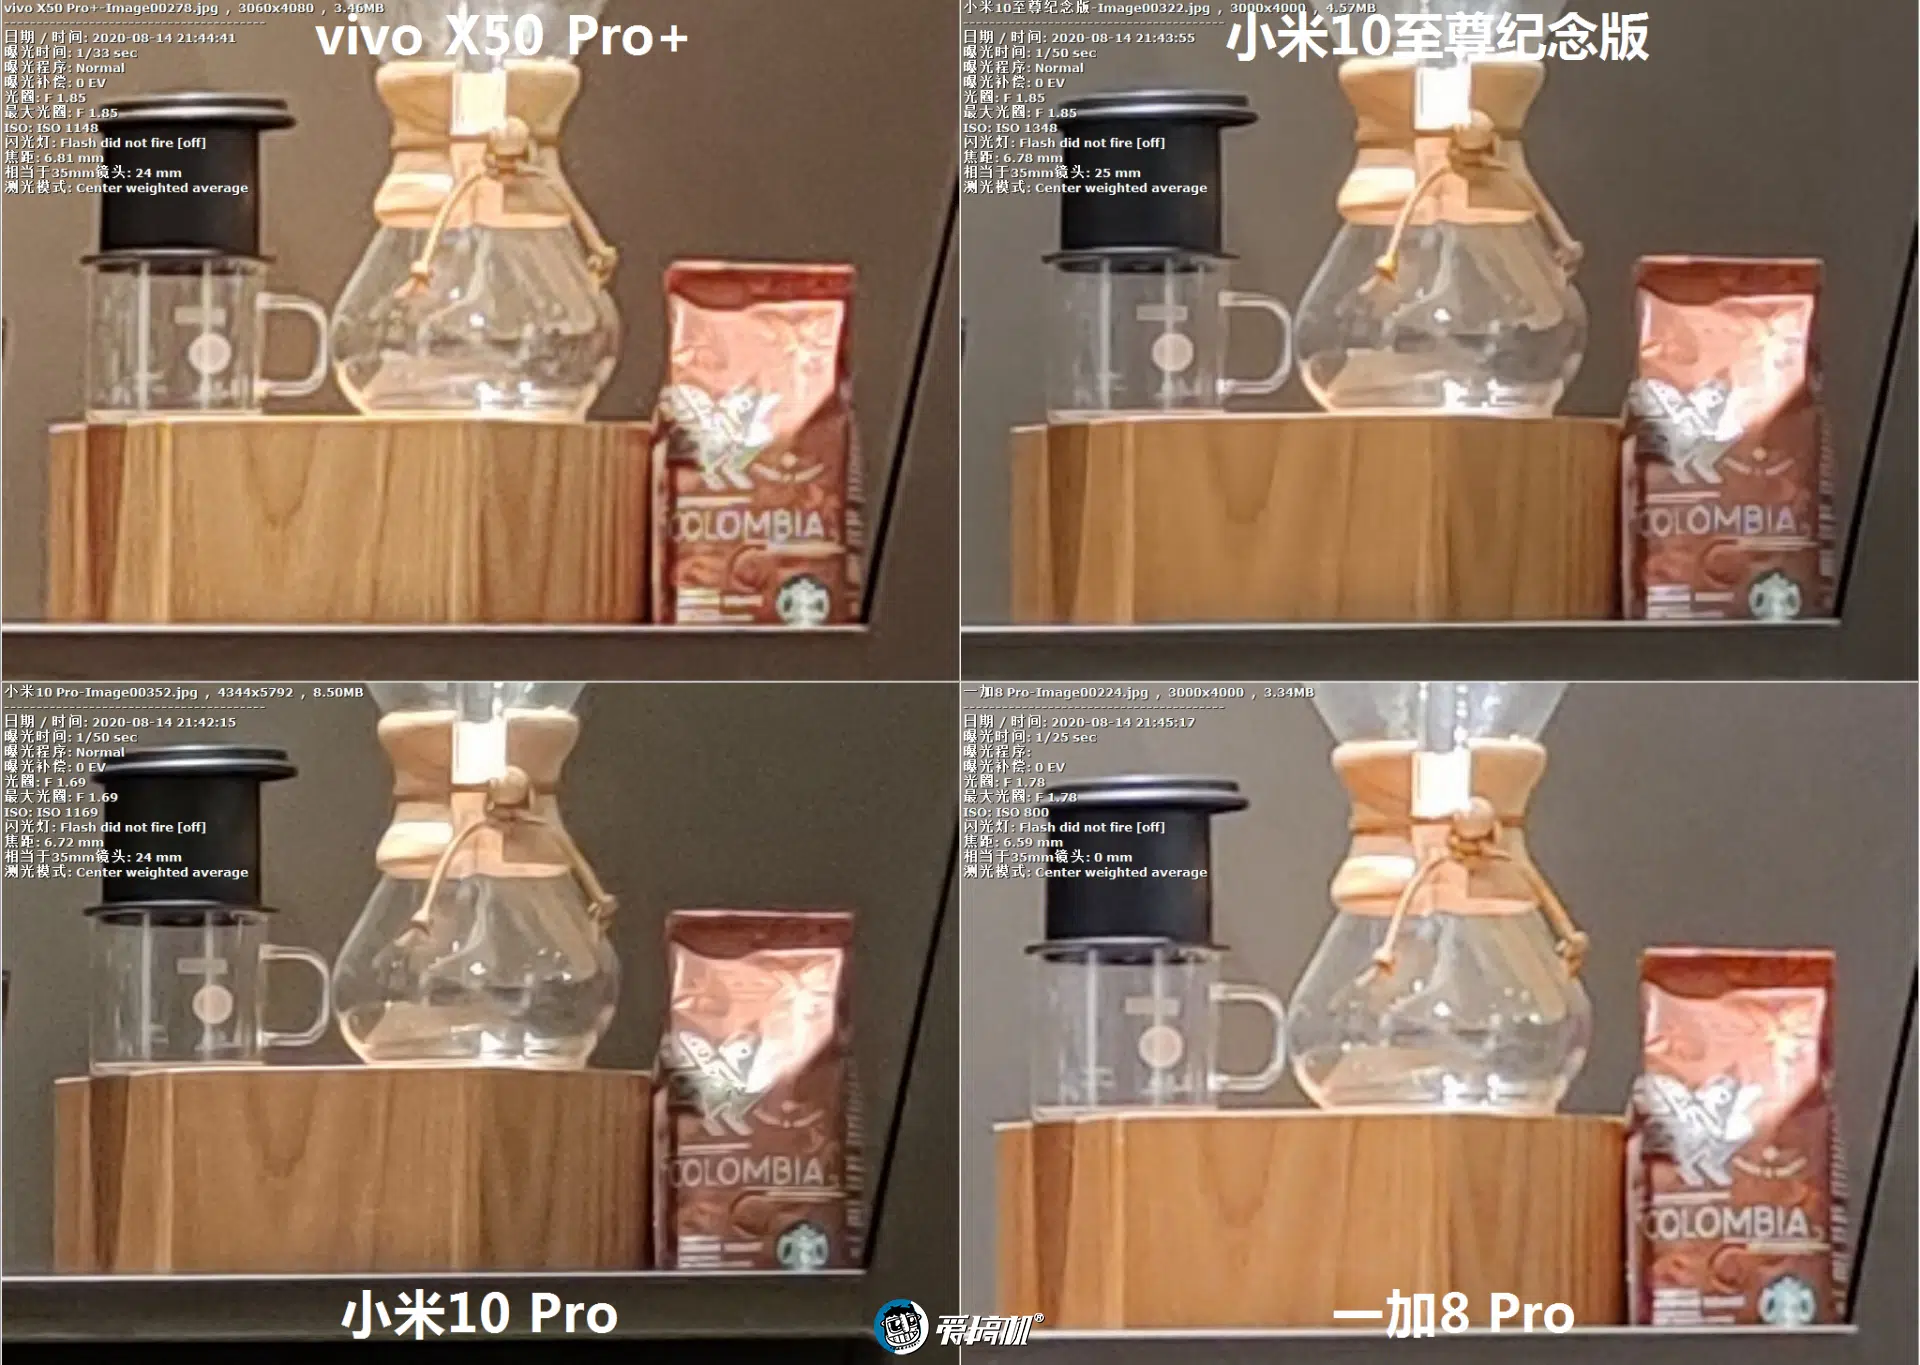 vivo X50 Pro+-Image00278.jpg , 3060x4080 , 3.46MB
vivo X50 Pro+
日期 / 时间: 2020-08-14 21:44:41
曝光时间: 1/33 sec
曝光程序: Normal
曝光补偿: 0 EV
光圈: F 1.85
最大光圈: F 1.85
ISO: ISO 1148
闪光灯: Flash did not fire [off]
焦距: 6.81 mm
相当于35mm镜头: 24 mm
测光模式: Center weighted average
COLOMBIA
小米10至尊纪念版-Image00322.jpg , 3000x4000 , 4.57MB
小米10至尊纪念版
日期 / 时间: 2020-08-14 21:43:55
曝光时间: 1/50 sec
曝光程序: Normal
曝光补偿: 0 EV
光圈: F 1.85
最大光圈: F 1.85
ISO: ISO 1348
闪光灯: Flash did not fire [off]
焦距: 6.78 mm
相当于35mm镜头: 25 mm
测光模式: Center weighted average
COLOMBIA
小米10 Pro-Image00352.jpg , 4344x5792 , 8.50MB
日期 / 时间: 2020-08-14 21:42:15
曝光时间: 1/50 sec
曝光程序: Normal
曝光补偿: 0 EV
光圈: F 1.69
最大光圈: F 1.69
ISO: ISO 1169
闪光灯: Flash did not fire [off]
焦距: 6.72 mm
相当于35mm镜头: 24 mm
测光模式: Center weighted average
COLOMBIA
小米10 Pro
一加8 Pro-Image00224.jpg , 3000x4000 , 3.34MB
日期 / 时间: 2020-08-14 21:45:17
曝光时间: 1/25 sec
曝光程序:
曝光补偿: 0 EV
光圈: F 1.78
最大光圈: F 1.78
ISO: ISO 800
闪光灯: Flash did not fire [off]
焦距: 6.59 mm
相当于35mm镜头: 0 mm
测光模式: Center weighted average
COLOMBIA
一加8 Pro
爱搞机®